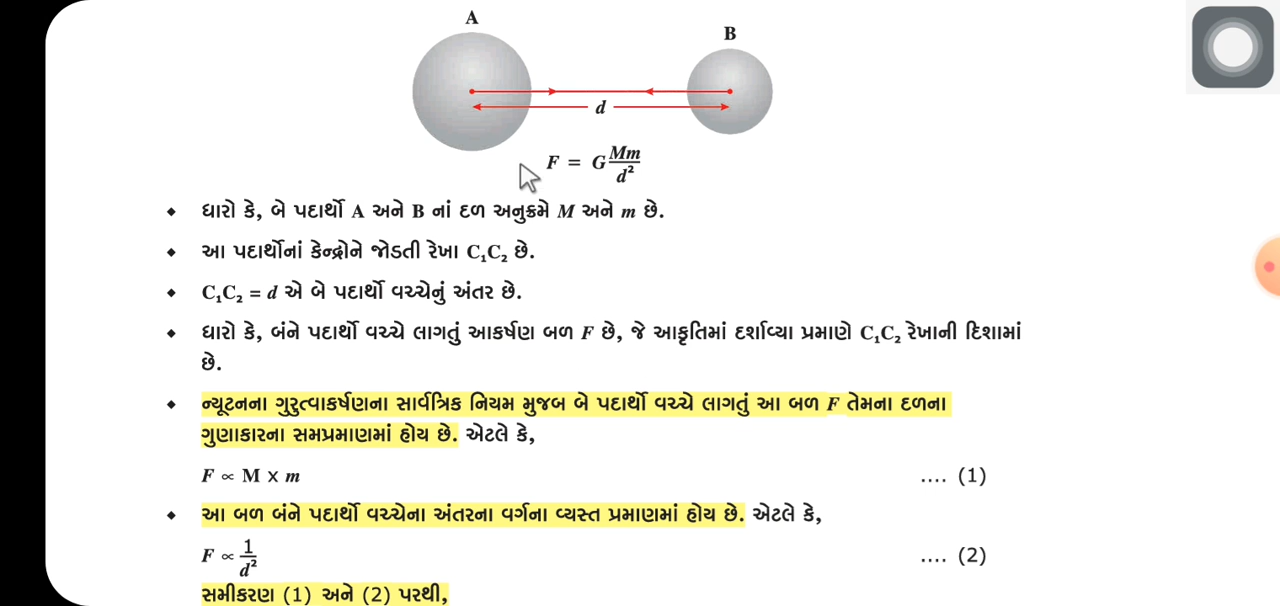 A
B
d
F = G Mm/d²
◆ ધારો કે, બે પદાર્થો A અને B નાં દળ અનુક્રમે M અને m છે.
◆ આ પદાર્થોનાં કેન્દ્રોને જોડતી રેખા C₁C₂ છે.
◆ C₁C₂ = d એ બે પદાર્થો વચ્ચેનું અંતર છે.
◆ ધારો કે, બંને પદાર્થો વચ્ચે લાગતું આકર્ષણ બળ F છે, જે આકૃતિમાં દર્શાવ્યા પ્રમાણે C₁C₂ રેખાની દિશામાં
છે.
◆ ન્યૂટનના ગુરુત્વાકર્ષણના સાર્વત્રિક નિયમ મુજબ બે પદાર્થો વચ્ચે લાગતું આ બળ F તેમના દળના
ગુણાકારના સમપ્રમાણમાં હોય છે. એટલે કે,
F ∝ M × m .... (1)
◆ આ બળ બંને પદાર્થો વચ્ચેના અંતરના વર્ગના વ્યસ્ત પ્રમાણમાં હોય છે. એટલે કે,
F ∝ 1/d² .... (2)
સમીકરણ (1) અને (2) પરથી,